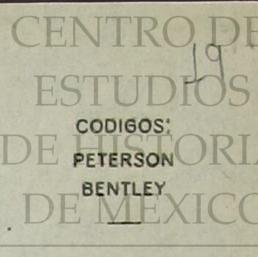 CENTRO DE
19
ESTUDIOS
CODIGOS:
DE HISTORIA
PETERSON
BENTLEY
DE MEXICO